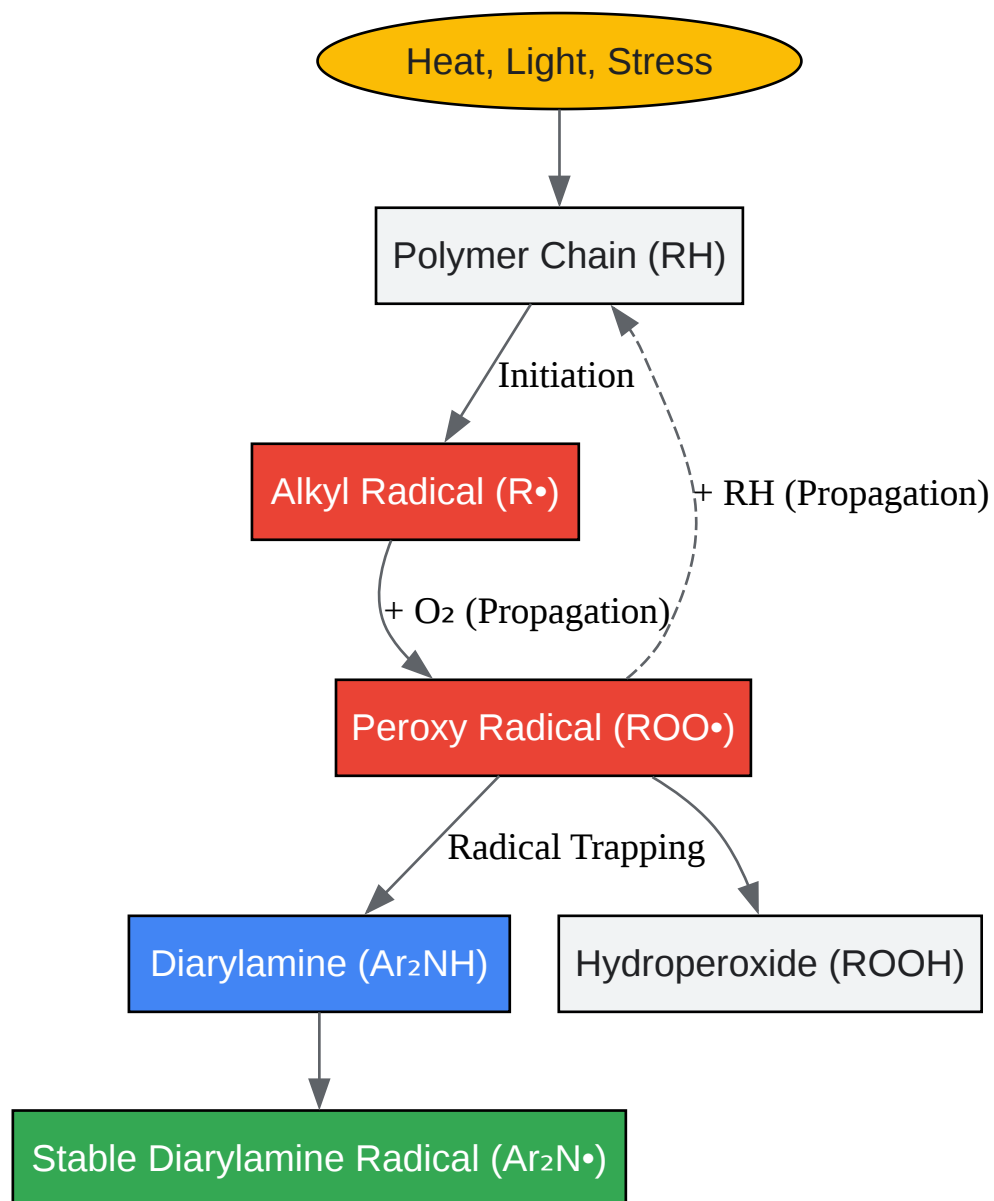 Heat, Light, Stress
Polymer Chain (RH)
Initiation
Alkyl Radical (R•)
+ RH (Propagation)
+ O₂ (Propagation)
Peroxy Radical (ROO•)
Radical Trapping
Diarylamine (Ar₂NH)
Hydroperoxide (ROOH)
Stable Diarylamine Radical (Ar₂N•)